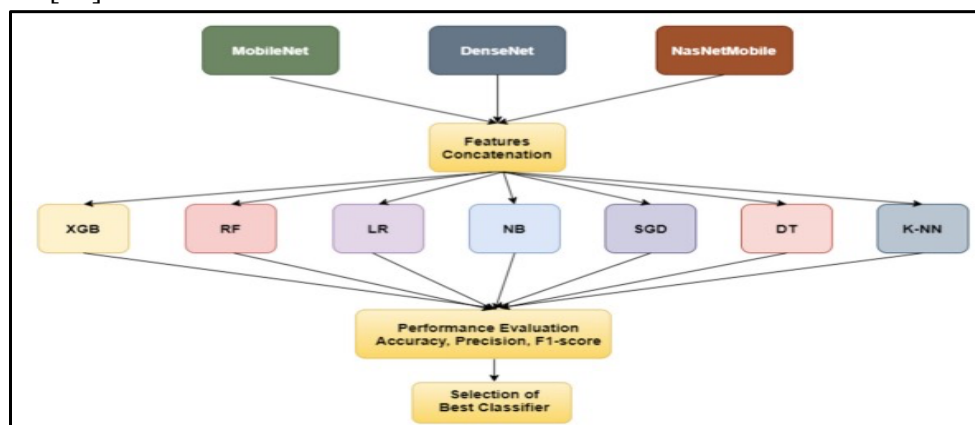 MobileNet
DenseNet
NasNetMobile
Features
Concatenation
XGB
RF
LR
NB
SGD
DT
K-NN
Performance Evaluation
Accuracy, Precision, F1-score
Selection of
Best Classifier